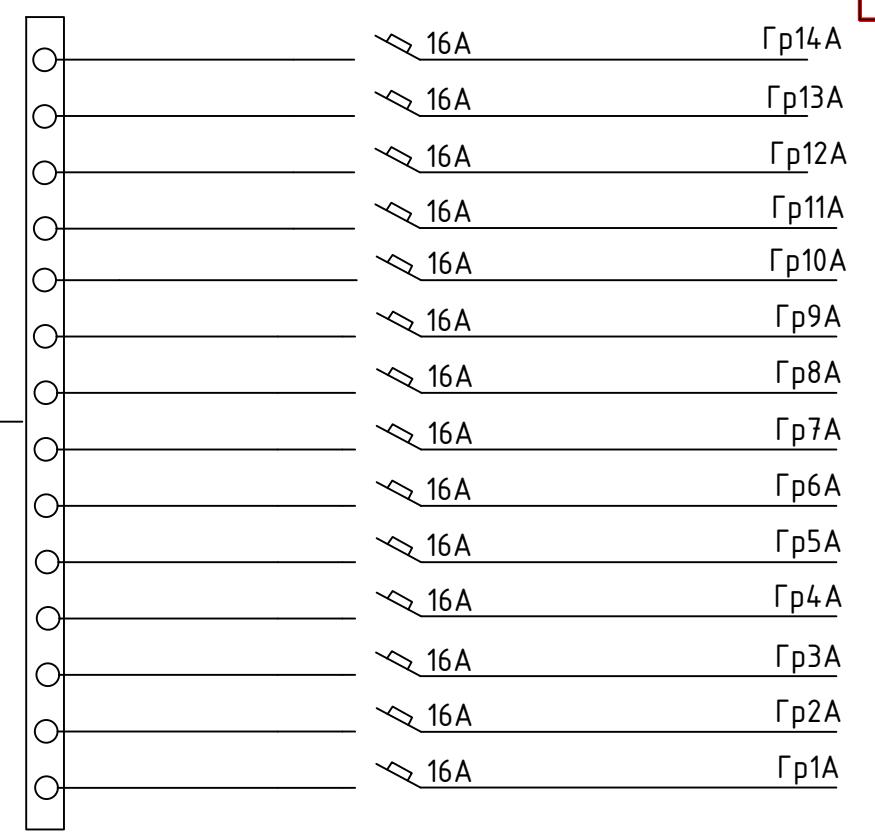 16А Гр14А
16А Гр13А
16А Гр12А
16А Гр11А
16А Гр10А
16А Гр9А
16А Гр8А
16А Гр7А
16А Гр6А
16А Гр5А
16А Гр4А
16А Гр3А
16А Гр2А
16А Гр1А